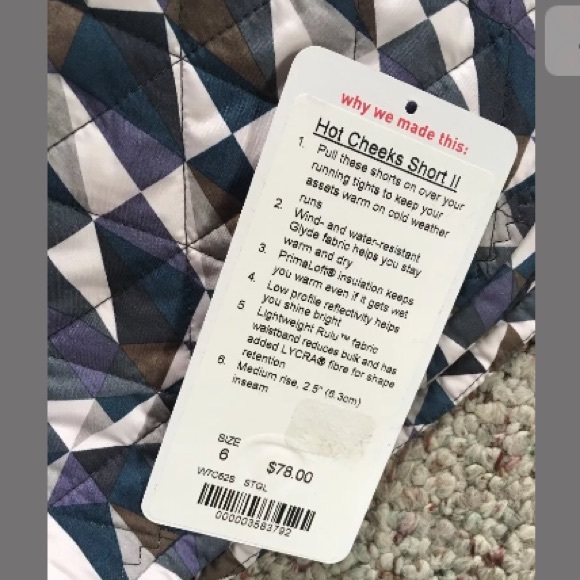 why we made this:
Hot Cheeks Short II
1. Pull these shorts on over your
running tights to keep your
assets warm on cold weather
runs
2. Wind- and water-resistant
Glyde fabric helps you stay
warm and dry
3. PrimaLoft® insulation keeps
you warm even if it gets wet
4. Low profile reflectivity helps
you shine bright
5. Lightweight Rulu™ fabric
waistband reduces bulk and has
added LYCRA® fibre for shape
retention
6. Medium rise, 2.5" (6.3cm)
inseam
SIZE
6 $78.00
W7C62S STGL
000003583792